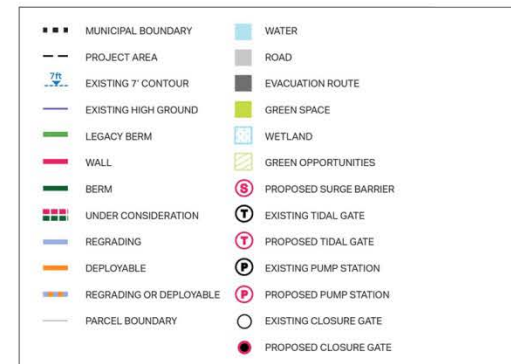 MUNICIPAL BOUNDARY
PROJECT AREA
7ft
EXISTING 7' CONTOUR
EXISTING HIGH GROUND
LEGACY BERM
WALL
BERM
UNDER CONSIDERATION
REGRADING
DEPLOYABLE
REGRADING OR DEPLOYABLE
PARCEL BOUNDARY
WATER
ROAD
EVACUATION ROUTE
GREEN SPACE
WETLAND
GREEN OPPORTUNITIES
S PROPOSED SURGE BARRIER
T EXISTING TIDAL GATE
T PROPOSED TIDAL GATE
P EXISTING PUMP STATION
P PROPOSED PUMP STATION
EXISTING CLOSURE GATE
PROPOSED CLOSURE GATE